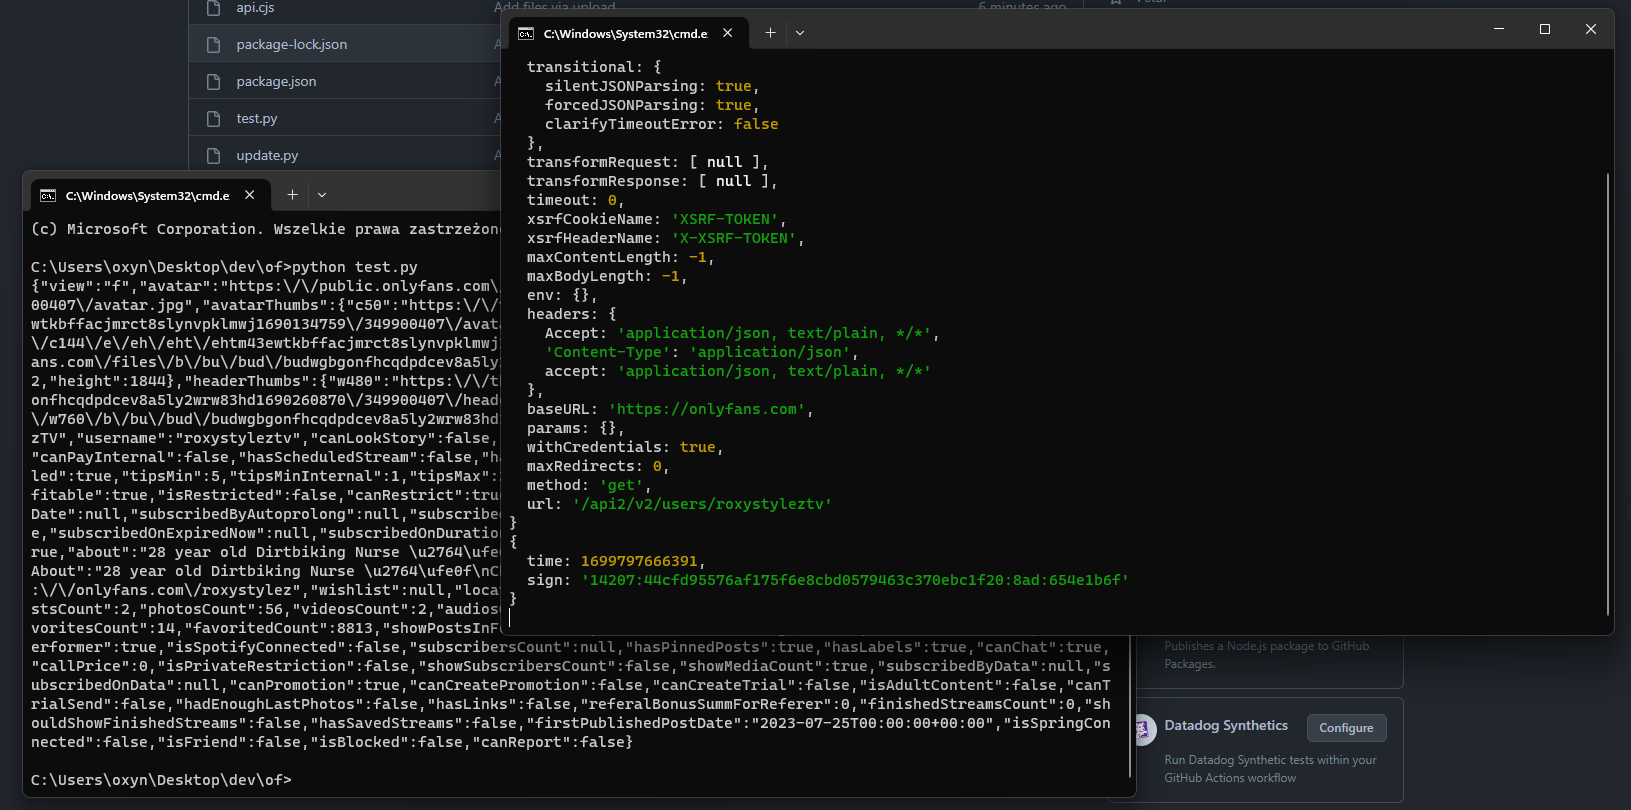 api.cjs
Add files via upload
6 minutes ago
package-lock.json
package.json
test.py
update.py
C:\Windows\System32\cmd.e
transitional: {
silentJSONParsing: true,
forcedJSONParsing: true,
clarifyTimeoutError: false
},
transformRequest: [ null ],
transformResponse: [ null ],
timeout: 0,
xsrfCookieName: 'XSRF-TOKEN',
xsrfHeaderName: 'X-XSRF-TOKEN',
maxContentLength: -1,
maxBodyLength: -1,
env: {},
headers: {
Accept: 'application/json, text/plain, */*',
'Content-Type': 'application/json',
accept: 'application/json, text/plain, */*'
},
baseURL: 'https://onlyfans.com',
params: {},
withCredentials: true,
maxRedirects: 0,
method: 'get',
url: '/api2/v2/users/roxystyleztv'
}
{
time: 1699797666391,
sign: '14207:44cfd95576af175f6e8cbd0579463c370ebc1f20:8ad:654e1b6f'
}
C:\Windows\System32\cmd.e
(c) Microsoft Corporation. Wszelkie prawa zastrzeżon
C:\Users\oxyn\Desktop\dev\of>python test.py
{"view":"f","avatar":"https:\/\/public.onlyfans.com\
00407\/avatar.jpg","avatarThumbs":{"c50":"https:\/\/
wtkbffacjmrct8slynvpklmwj1690134759\/349900407\/avata
\/c144\/e\/eh\/eht\/ehtm43ewtkbffacjmrct8slynvpklmwj
ans.com\/files\/b\/bu\/bud\/budwgbgonfhcqdpdcev8a5ly
2,"height":1844},"headerThumbs":{"w480":"https:\/\/t
onfhcqdpdcev8a5ly2wrw83hd1690260870\/349900407\/head
\/w760\/b\/bu\/bud\/budwgbgonfhcqdpdcev8a5ly2wrw83hd
zTV","username":"roxystyleztv","canLookStory":false,
"canPayInternal":false,"hasScheduledStream":false,"h
led":true,"tipsMin":5,"tipsMinInternal":1,"tipsMax":
fitable":true,"isRestricted":false,"canRestrict":tru
Date":null,"subscribedByAutoprolong":null,"subscribe
e,"subscribedOnExpiredNow":null,"subscribedOnDuratio
rue,"about":"28 year old Dirtbiking Nurse \u2764\ufe
About":"28 year old Dirtbiking Nurse \u2764\ufe0f\nC
:\/\/onlyfans.com\/roxystylez","wishlist":null,"loca
stsCount":2,"photosCount":56,"videosCount":2,"audios
voritesCount":14,"favoritedCount":8813,"showPostsInF
erformer":true,"isSpotifyConnected":false,"subscribersCount":null,"hasPinnedPosts":true,"hasLabels":true,"canChat":true,
"callPrice":0,"isPrivateRestriction":false,"showSubscribersCount":false,"showMediaCount":true,"subscribedByData":null,"s
ubscribedOnData":null,"canPromotion":true,"canCreatePromotion":false,"canCreateTrial":false,"isAdultContent":false,"canT
rialSend":false,"hadEnoughLastPhotos":false,"hasLinks":false,"referalBonusSummForReferer":0,"finishedStreamsCount":0,"sh
ouldShowFinishedStreams":false,"hasSavedStreams":false,"firstPublishedPostDate":"2023-07-25T00:00:00+00:00","isSpringCon
nected":false,"isFriend":false,"isBlocked":false,"canReport":false}
C:\Users\oxyn\Desktop\dev\of>
Publishes a Node.js package to GitHub
Packages.
Datadog Synthetics
Configure
Run Datadog Synthetic tests within your
GitHub Actions workflow